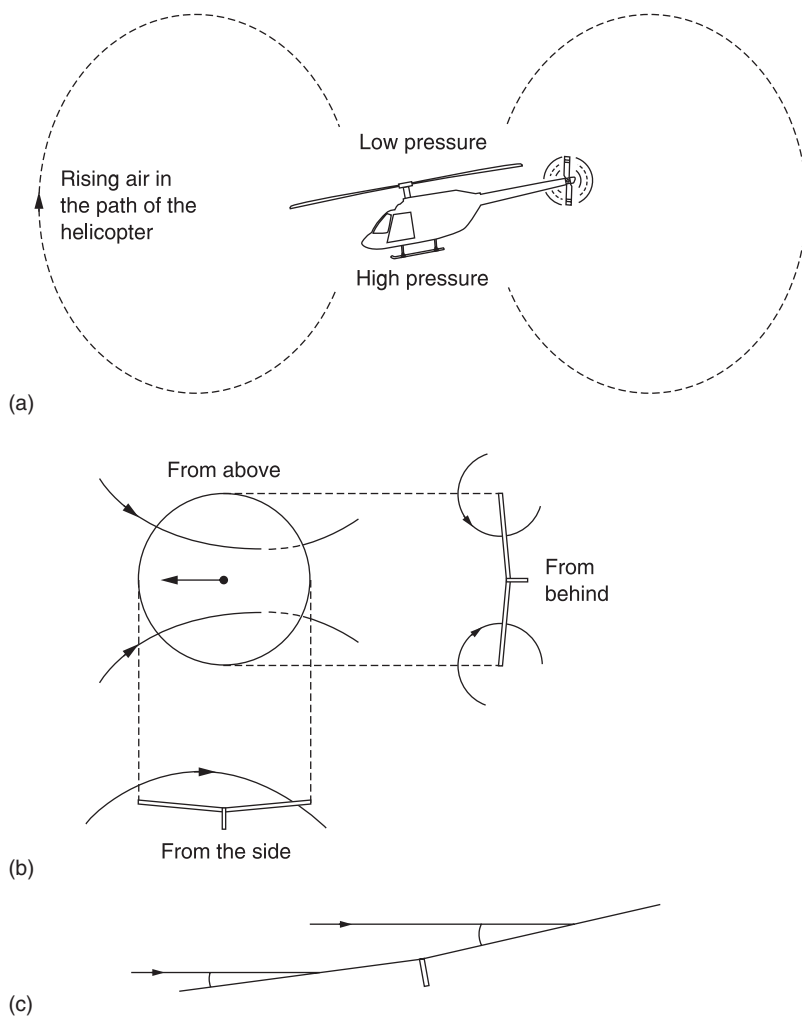 Low pressure
Rising air in
the path of the
helicopter
High pressure
(a)
From above
From
behind
From the side
(b)
(c)